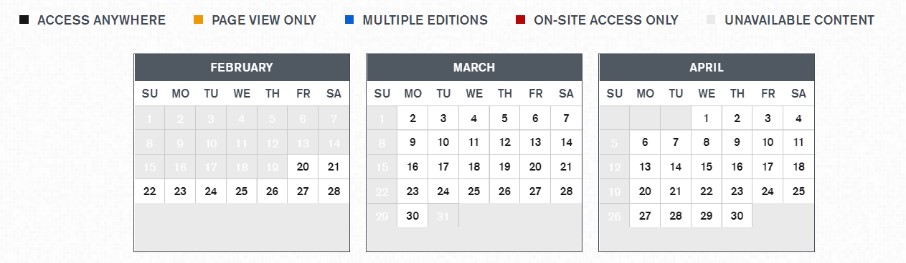 ACCESS ANYWHERE PAGE VIEW ONLY MULTIPLE EDITIONS ON-SITE ACCESS ONLY UNAVAILABLE CONTENT
FEBRUARY
SU MO TU WE TH FR SA
1 2 3 4 5 6 7
8 9 10 11 12 13 14
15 16 17 18 19 20 21
22 23 24 25 26 27 28
MARCH
SU MO TU WE TH FR SA
1 2 3 4 5 6 7
8 9 10 11 12 13 14
15 16 17 18 19 20 21
22 23 24 25 26 27 28
29 30 31
APRIL
SU MO TU WE TH FR SA
1 2 3 4
5 6 7 8 9 10 11
12 13 14 15 16 17 18
19 20 21 22 23 24 25
26 27 28 29 30